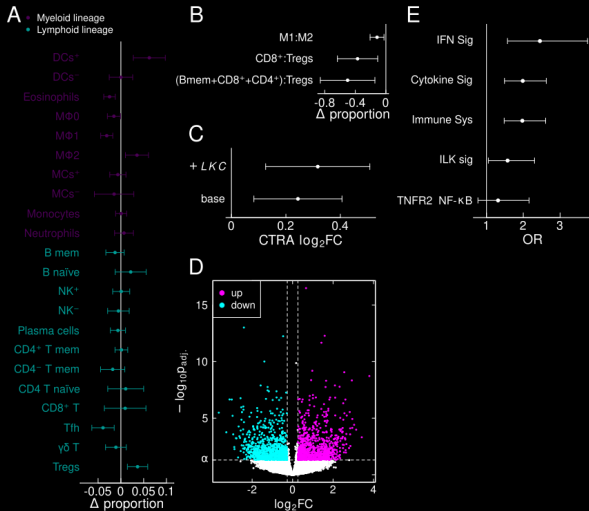 A
Myeloid lineage
Lymphoid lineage
DCs⁺
DCs⁻
Eosinophils
MΦ0
MΦ1
MΦ2
MCs⁺
MCs⁻
Monocytes
Neutrophils
B mem
B naïve
NK⁺
NK⁻
Plasma cells
CD4⁺ T mem
CD4⁻ T mem
CD4 T naïve
CD8⁺ T
Tfh
γδ T
Tregs
-0.05 0 0.05 0.1
Δ proportion
B
M1:M2
CD8⁺:Tregs
(Bmem+CD8⁺+CD4⁺):Tregs
-0.8 -0.4 0
Δ proportion
C
+ LKC
base
0 0.2 0.4
CTRA log₂FC
D
up
down
15
10
5
α
− log₁₀p adj.
−2 0 2 4
log₂FC
E
IFN Sig
Cytokine Sig
Immune Sys
ILK sig
TNFR2 NF-κB
1 2 3
OR